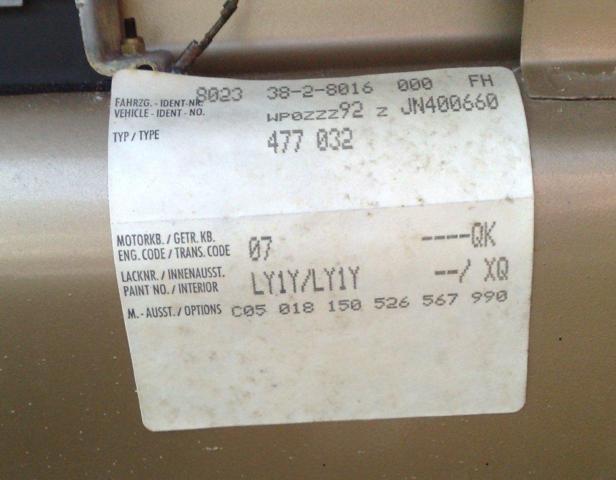 8023 38-2-8016 000 FH
FAHRZG. - IDENT-NR.
VEHICLE - IDENT - NO. WPOZZZ92 Z JN400660
TYP / TYPE 477 032
MOTORKB. / GETR. KB.
ENG. CODE / TRANS. CODE 07 ----QK
LACKNR. / INNENAUSST.
PAINT NO. / INTERIOR LY1Y/LY1Y --/ XQ
M. - AUSST. / OPTIONS C05 018 150 526 567 990